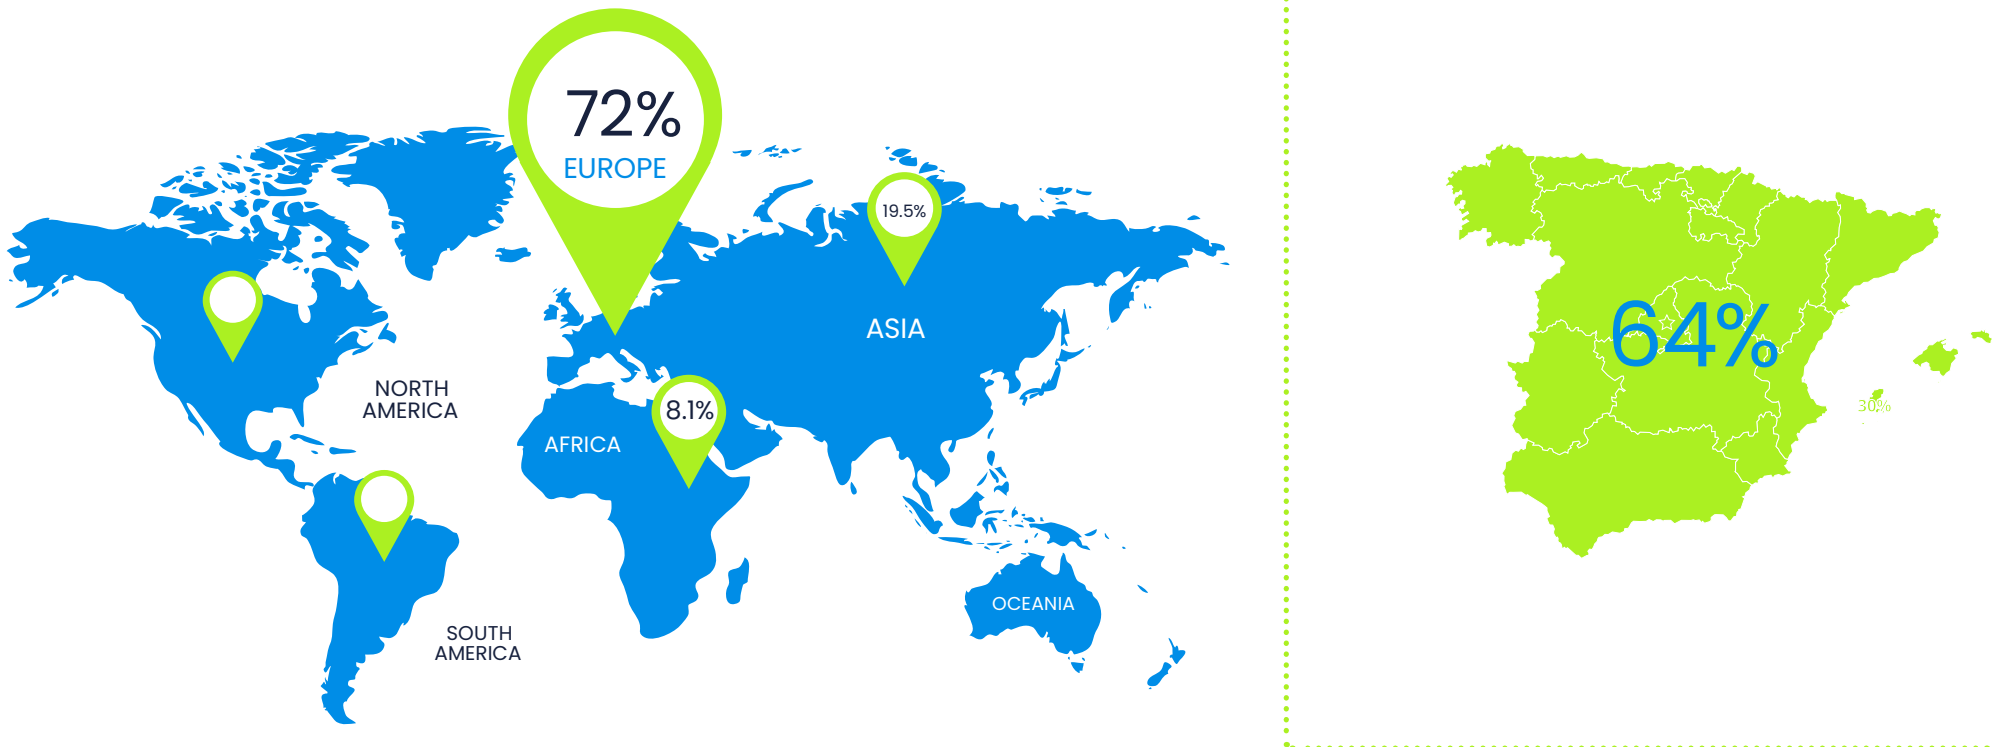 72%
EUROPE
19.5%
ASIA
NORTH
AMERICA
8.1%
AFRICA
OCEANIA
SOUTH
AMERICA
64%
30%